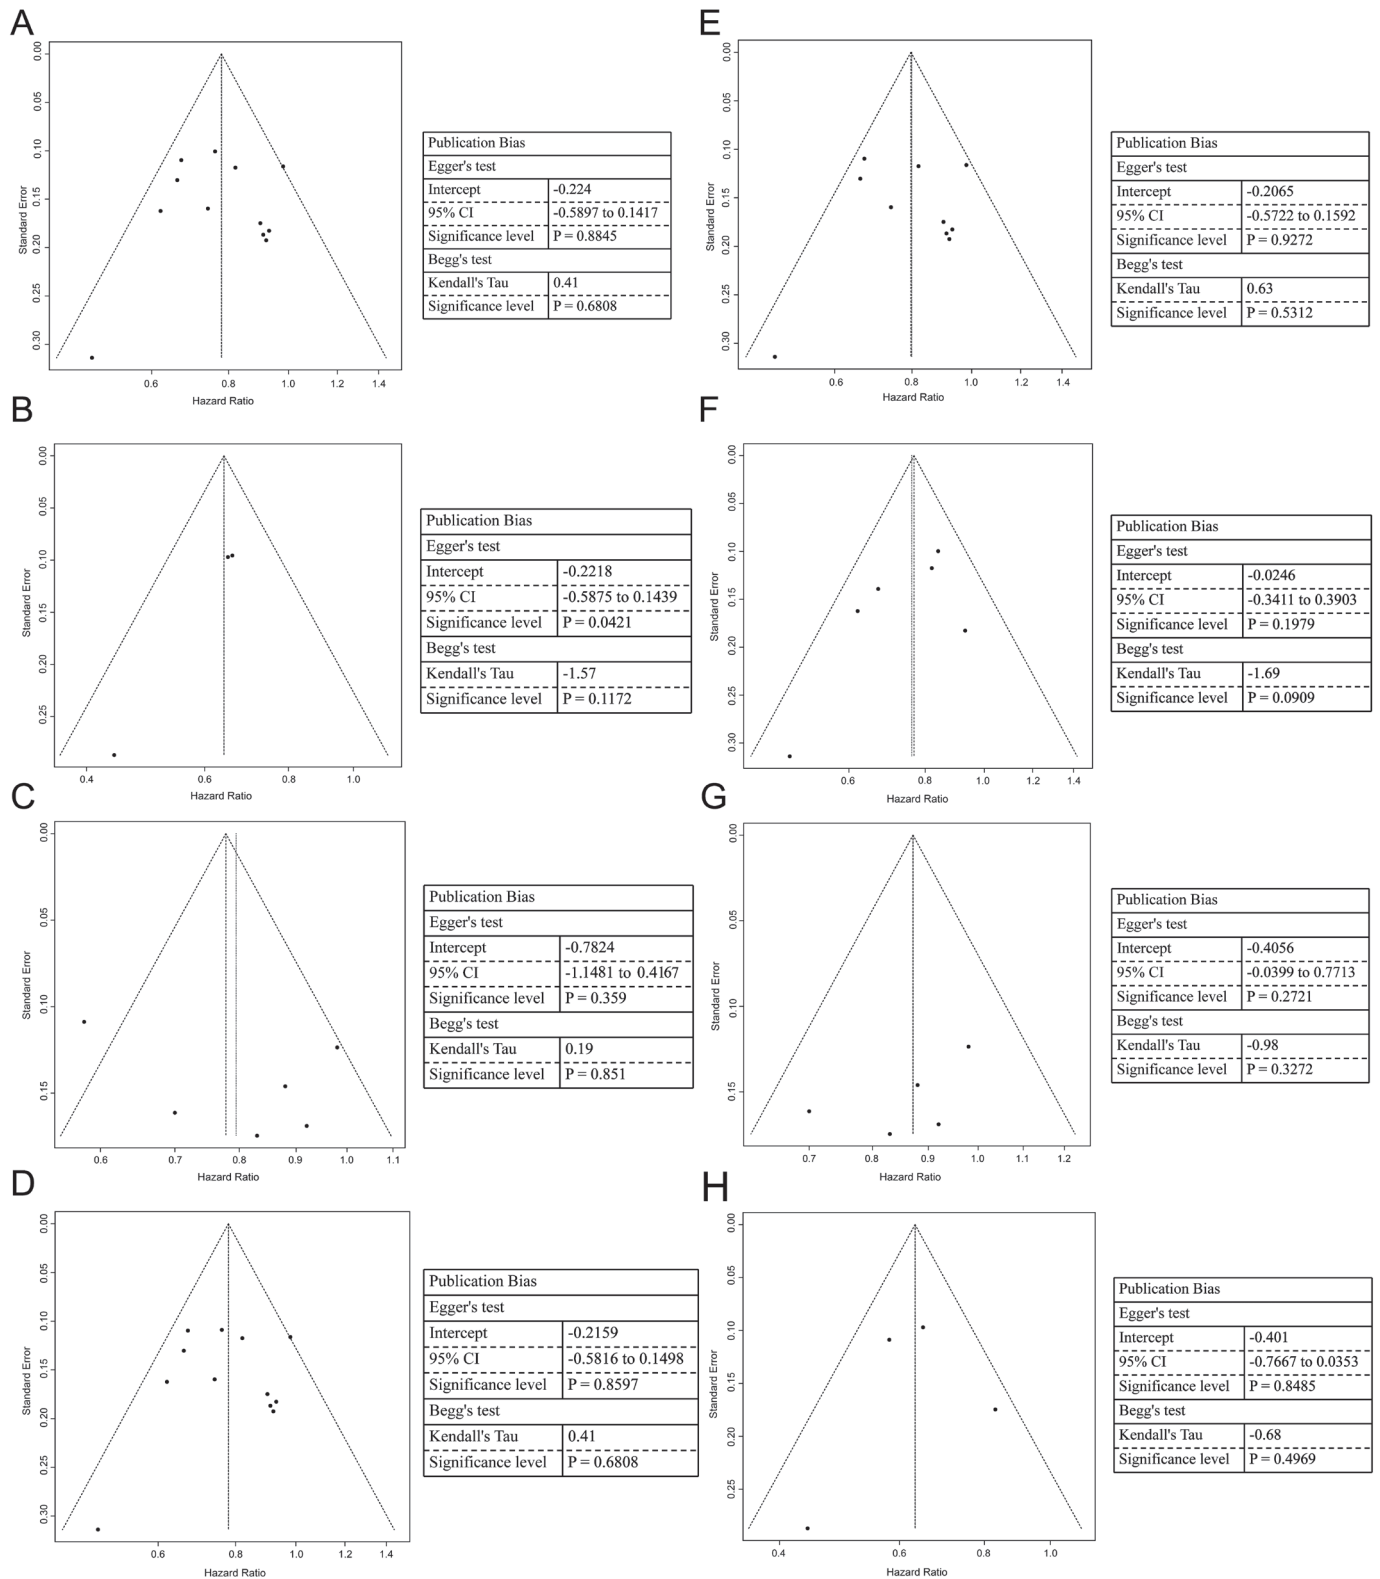 A
0.00
0.05
0.10
0.15
0.20
0.25
0.30
Standard Error
0.6 0.8 1.0 1.2 1.4
Hazard Ratio
Publication Bias
Egger's test
Intercept -0.224
95% CI -0.5897 to 0.1417
Significance level P = 0.8845
Begg's test
Kendall's Tau 0.41
Significance level P = 0.6808
E
0.00
0.05
0.10
0.15
0.20
0.25
0.30
Standard Error
0.6 0.8 1.0 1.2 1.4
Hazard Ratio
Publication Bias
Egger's test
Intercept -0.2065
95% CI -0.5722 to 0.1592
Significance level P = 0.9272
Begg's test
Kendall's Tau 0.63
Significance level P = 0.5312
B
0.00
0.05
0.10
0.15
0.20
0.25
Standard Error
0.4 0.6 0.8 1.0
Hazard Ratio
Publication Bias
Egger's test
Intercept -0.2218
95% CI -0.5875 to 0.1439
Significance level P = 0.0421
Begg's test
Kendall's Tau -1.57
Significance level P = 0.1172
F
0.00
0.05
0.10
0.15
0.20
0.25
0.30
Standard Error
0.6 0.8 1.0 1.2 1.4
Hazard Ratio
Publication Bias
Egger's test
Intercept -0.0246
95% CI -0.3411 to 0.3903
Significance level P = 0.1979
Begg's test
Kendall's Tau -1.69
Significance level P = 0.0909
C
0.00
0.05
0.10
0.15
Standard Error
0.6 0.7 0.8 0.9 1.0 1.1
Hazard Ratio
Publication Bias
Egger's test
Intercept -0.7824
95% CI -1.1481 to 0.4167
Significance level P = 0.359
Begg's test
Kendall's Tau 0.19
Significance level P = 0.851
G
0.00
0.05
0.10
0.15
Standard Error
0.7 0.8 0.9 1.0 1.1 1.2
Hazard Ratio
Publication Bias
Egger's test
Intercept -0.4056
95% CI -0.0399 to 0.7713
Significance level P = 0.2721
Begg's test
Kendall's Tau -0.98
Significance level P = 0.3272
D
0.00
0.05
0.10
0.15
0.20
0.25
0.30
Standard Error
0.6 0.8 1.0 1.2 1.4
Hazard Ratio
Publication Bias
Egger's test
Intercept -0.2159
95% CI -0.5816 to 0.1498
Significance level P = 0.8597
Begg's test
Kendall's Tau 0.41
Significance level P = 0.6808
H
0.00
0.05
0.10
0.15
0.20
0.25
Standard Error
0.4 0.6 0.8 1.0
Hazard Ratio
Publication Bias
Egger's test
Intercept -0.401
95% CI -0.7667 to 0.0353
Significance level P = 0.8485
Begg's test
Kendall's Tau -0.68
Significance level P = 0.4969